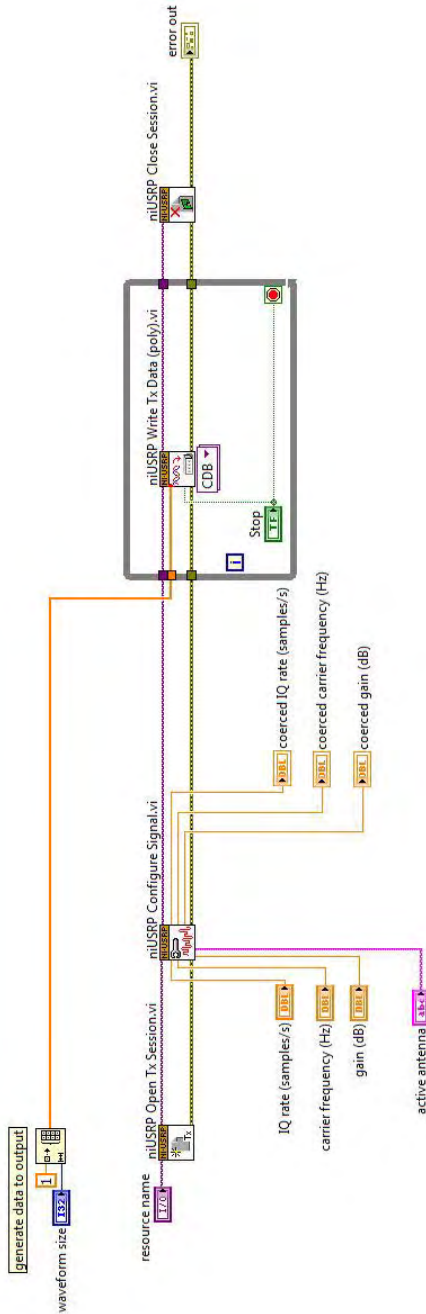 generate data to output
1
waveform size
I32
resource name
I/O
niUSRP Open Tx Session.vi
NI-USRP
Tx
niUSRP Configure Signal.vi
NI-USRP
IQ rate (samples/s)
DBL
carrier frequency (Hz)
DBL
gain (dB)
DBL
active antenna
abc
DBL
coerced IQ rate (samples/s)
DBL
coerced carrier frequency (Hz)
DBL
coerced gain (dB)
niUSRP Write Tx Data (poly).vi
NI-USRP
CDB
i
Stop
TF
niUSRP Close Session.vi
NI-USRP
error out